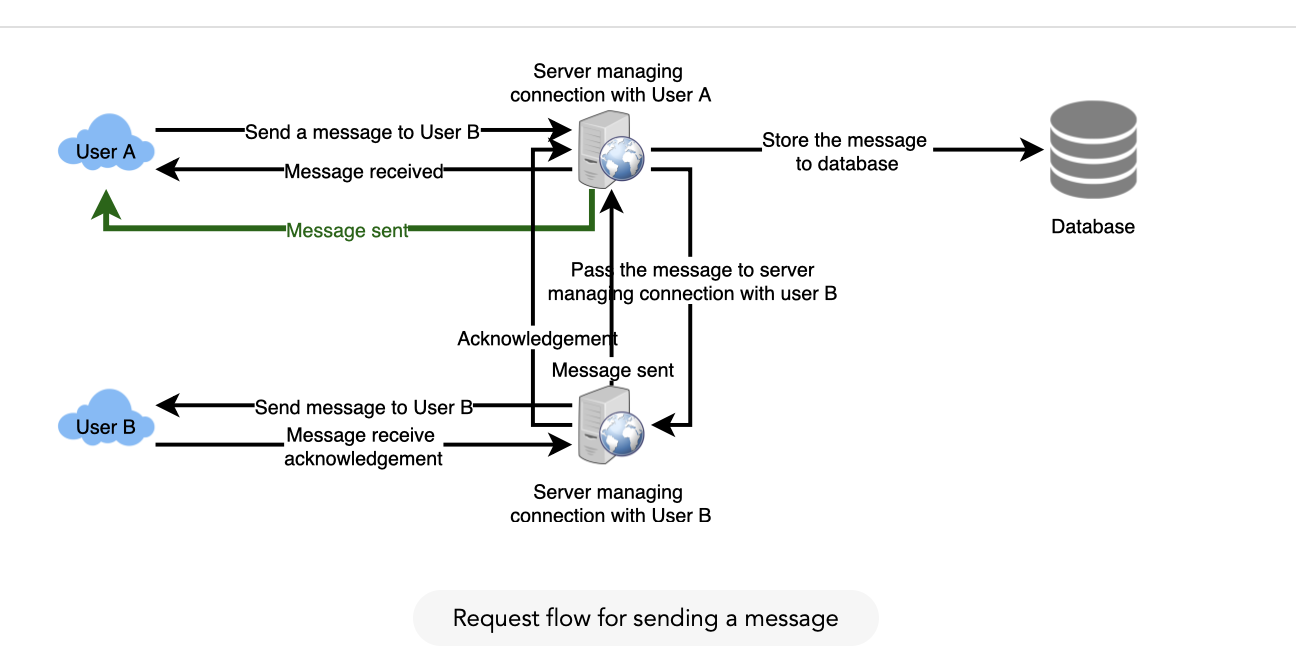 Server managing
connection with User A
User A
Send a message to User B
Message received
Message sent
Store the message
to database
Database
Pass the message to server
managing connection with user B
Acknowledgement
Message sent
User B
Send message to User B
Message receive
acknowledgement
Server managing
connection with User B
Request flow for sending a message